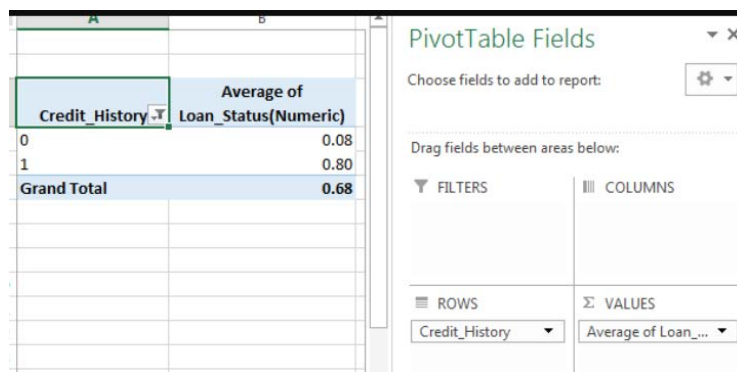 A B
PivotTable Fields
Choose fields to add to report:
Average of
Credit_History Loan_Status(Numeric)
0 0.08
1 0.80
Grand Total 0.68
Drag fields between areas below:
FILTERS COLUMNS
ROWS Σ VALUES
Credit_History Average of Loan_...